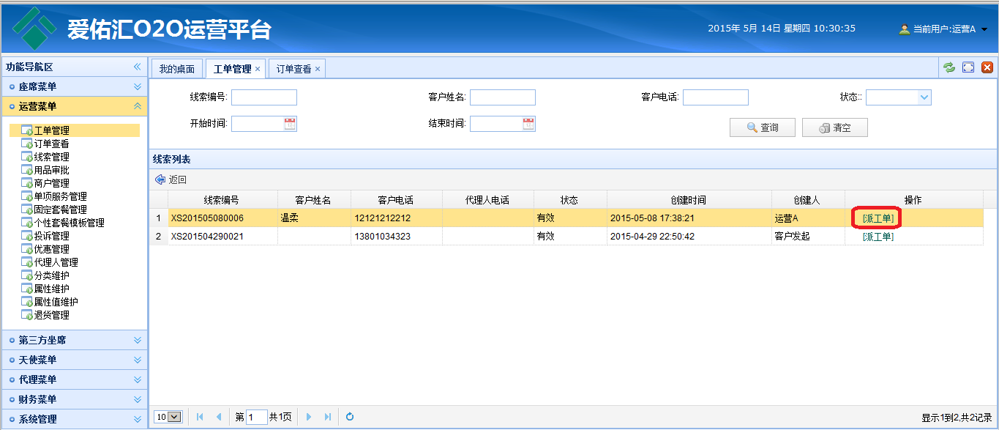 爱佑汇O2O运营平台
2015年 5月 14日 星期四 10:30:35
当前用户:运营A
功能导航区
座席菜单
运营菜单
工单管理
订单查看
线索管理
用品审批
商户管理
单项服务管理
固定套餐管理
个性套餐模板管理
投诉管理
优惠管理
代理人管理
分类维护
属性维护
属性值维护
退货管理
第三方坐席
天使菜单
代理菜单
财务菜单
系统管理
我的桌面 工单管理 订单查看
线索编号: 客户姓名: 客户电话: 状态::
开始时间: 结束时间: 查询 清空
线索列表
返回
线索编号 客户姓名 客户电话 代理人电话 状态 创建时间 创建人 操作
1 XS201505080006 温柔 12121212212 有效 2015-05-08 17:38:21 运营A [派工单]
2 XS201504290021 13801034323 有效 2015-04-29 22:50:42 客户发起 [派工单]
10 第 1 共1页 显示1到2,共2记录